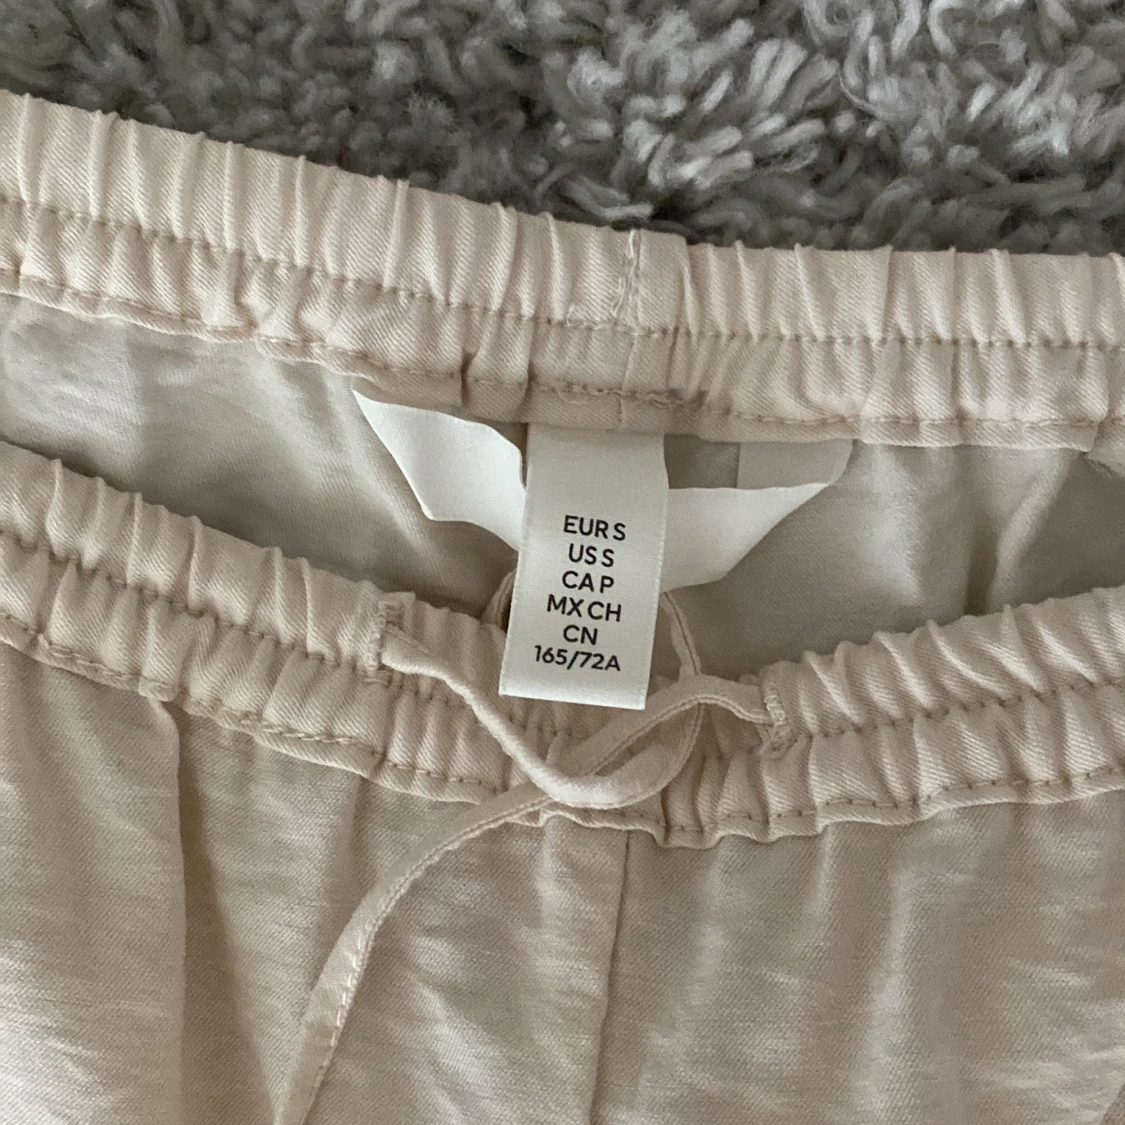 EUR S
US S
CA P
MX CH
CN
165/72A